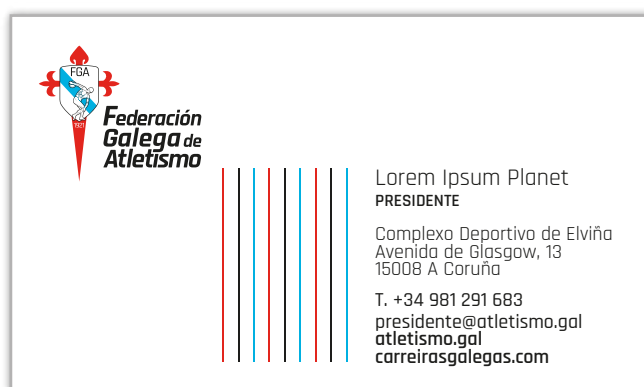 FGA
1921
Federación
Galega de
Atletismo
Lorem Ipsum Planet
PRESIDENTE
Complexo Deportivo de Elviña
Avenida de Glasgow, 13
15008 A Coruña
T. +34 981 291 683
presidente@atletismo.gal
atletismo.gal
carreirasgalegas.com